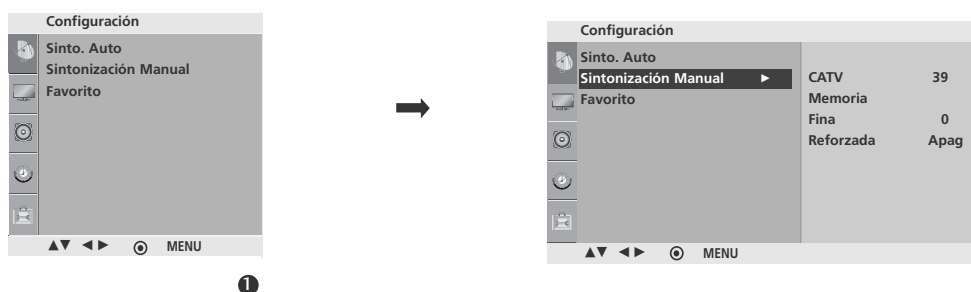 Configuración
Sinto. Auto
Sintonización Manual
Favorito
▲▼ ◄► ⊙ MENU
➡
Configuración
Sinto. Auto
Sintonización Manual ►
Favorito
CATV 39
Memoria
Fina 0
Reforzada Apag
▲▼ ◄► ⊙ MENU
❶